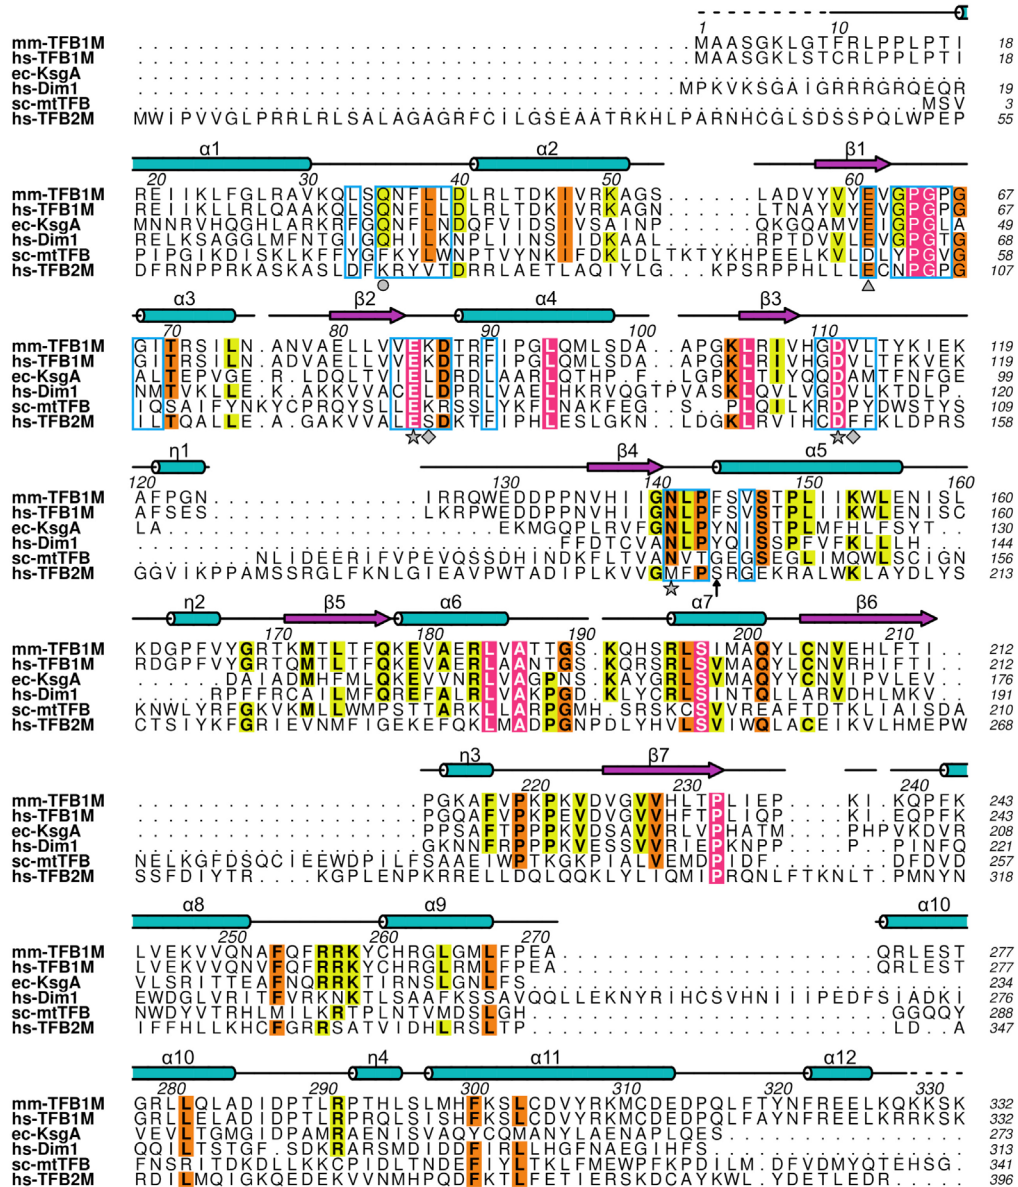 1 10
mm-TFB1M .....................................MAASGKLGTFRLPPLPTI 18
hs-TFB1M .....................................MAASGKLSTCRLPPLPTI 18
ec-KsgA .......................................................
hs-Dim1 ....................................MPKVKSGAIGRRRGRQEQR 19
sc-mtTFB ....................................................MSV 3
hs-TFB2M MWIPVVGLPRRLRLSALAGAGRFCILGSEAATRKHLPARNHCGLSDSSPQLWPEP 55
α1 α2 β1
20 30 40 50 60
mm-TFB1M REIIKLFGLRAVKQLSQNFLLDLRLTDKIVRKAGS......LADVYVYEVGPGPG 67
hs-TFB1M REIIKLLRLQAAKQLSQNFLLDLRLTDKIVRKAGN......LTNAYVYEVGPGPG 67
ec-KsgA MNNRVHQGHLARKRFGQNFLNDQFVIDSIVSAINP......QKGQAMVEIGPGLA 49
hs-Dim1 RELKSAGGLMFNTGIGQHILKNPLIINSIIDKAAL......RPTDVVLEVGPGTG 68
sc-mtTFB PIPGIKDISKLKFFYGFKYLWNPTVYNKIFDKLDLTKTYKHPEELKVLDLYPGVG 58
hs-TFB2M DFRNPPRKASKASLDFKRYVTDRRLAETLAQIYLG...KPSRPPHLLLECNPGPG 107
α3 β2 α4 β3
70 80 90 100 110
mm-TFB1M GITRSILN.ANVAELLVVEKDTRFIPGLQMLSDA..APGKLRIVHGDVLTYKIEK 119
hs-TFB1M GITRSILN.ADVAELLVVEKDTRFIPGLQMLSDA..APGKLRIVHGDVLTFKVEK 119
ec-KsgA ALTEPVGE.R.LDQLTVIELDRDLAARLQTHP.F..LGPKLTIYQQDAMTFNFGE 99
hs-Dim1 NMTVKLLE.KAKKVVACELDPRLVAELHKRVQGTPVASKLQVLVGDVLKTDLP. 120
sc-mtTFB IQSAIFYNKYCPRQYSLLEKRSSLYKFLNAKFEG..S..PLQILKRDPYDWSTYS 109
hs-TFB2M ILTQALLE.A.GAKVVALESDKTFIPHLESLGKN..LDGKLRVIHCDFFKLDPRS 158
η1 β4 α5
120 130 140 150 160
mm-TFB1M AFPGN..............IRRQWEDDPPNVHIIGNLPFSVSTPLIIKWLENISL 160
hs-TFB1M AFSES..............LKRPWEDDPPNVHIIGNLPFSVSTPLIIKWLENISC 160
ec-KsgA LA......................EKMGQPLRVFGNLPYNISTPLMFHLFSYT. 130
hs-Dim1 ............................FFDTCVANLPYQISSPFVFKLLLH.. 144
sc-mtTFB ........NLIDEERIFVPEVQSSDHINDKFLTVANVTGEGSEGLIMQWLSCIGN 156
hs-TFB2M GGVIKPPAMSSRGLFKNLGIEAVPWTADIPLKVVGMFPSRGEKRALWKLAYDLYS 213
η2 β5 α6 α7 β6
170 180 190 200 210
mm-TFB1M KDGPFVYGRTKMTLTFQKEVAERLVATTGS.KQHSRLSIMAQYLCNVEHLFTI.. 212
hs-TFB1M RDGPFVYGRTQMTLTFQKEVAERLAANTGS.KQRSRLSVMAQYLCNVRHIFTI.. 212
ec-KsgA ........DAIADMHFMLQKEVVNRLVAGPNS.KAYGRLSVMAQYYCNVIPVLEV.. 176
hs-Dim1 .....RPFFRCAILMFQREFALRLVAKPGD.KLYCRLSINTQLLARVDHLMKV.. 191
sc-mtTFB KNWLYRFGKVKMLLWMPSTTARKLLARPGMH.SRSKCSVVREAFTDTKLIAISDA 210
hs-TFB2M CTSIYKFGRIEVNMFIGEKEFQKLMADPGNPDLYHVLSVIWQLACEIKVLHMEPW 268
η3 β7
220 230 240
mm-TFB1M ...................PGKAFVPKPKVDVGVVHLTPLIEP....KI.KQPFK 243
hs-TFB1M ...................PGQAFVPKPEVDVGVVHFTPLIQP....KI.EQPFK 243
ec-KsgA ...................PPSAFTPPPKVDSAVVRLVPHATM....PHPVKDVR 208
hs-Dim1 ...................GKNNFRPPPKVESSVVRIEPKNPP....P.PINFQ 221
sc-mtTFB NELKGFDSQCIEEWDPILFSAAEIWPTKGKPIALVEMDPIDF......DFDVD 257
hs-TFB2M SSFDIYTR....KGPLENPKRRELLDQLQQKLYLIQMIPRQNLFTKNLT.PMNYN 318
α8 α9 α10
250 260 270
mm-TFB1M LVEKVVQNAFQFRRKYCHRGLGMLFPEA.....................QRLEST 277
hs-TFB1M LVEKVVQNVFQFRRKYCHRGLRMLFPEA.....................QRLEST 277
ec-KsgA VLSRITTEAFNQRRKTIRNSLGNLFS............................. 234
hs-Dim1 EWDGLVRITFVRKNKTLSAAFKSSAVQQLLEKNYRIHCSVHNIIIPEDFSIADKI 276
sc-mtTFB NWDYVTRHLMILKRTPLNTVMDSLGH.......................GGQQY 288
hs-TFB2M IFFHLLKHCFGRRSATVIDHLRSLTP.......................LD..A 347
α10 η4 α11 α12
280 290 300 310 320 330
mm-TFB1M GRLLQLADIDPTLRPTHLSLMHFKSLCDVYRKMCDEDPQLFTYNFREELKQKKSK 332
hs-TFB1M GRLLELADIDPTLRPRQLSISHFKSLCDVYRKMCDEDPQLFAYNFREELKRRKSK 332
ec-KsgA VEVLTGMGIDPAMRAENISVAQYCQMANYLAENAPLQES................ 273
hs-Dim1 QQILTSTGF.SDKRARSMDIDDFIRLLHGFNAEGIHFS................. 313
sc-mtTFB FNSRITDKDLLKKCPIDLTNDEFIYLTKLFMEWPFKPDILM.DFVDMYQTEHSG. 341
hs-TFB2M RDILMQIGKQEDEKVVNMHPQDFKTLFETIERSKDCAYKWL.YDETLEDR..... 396